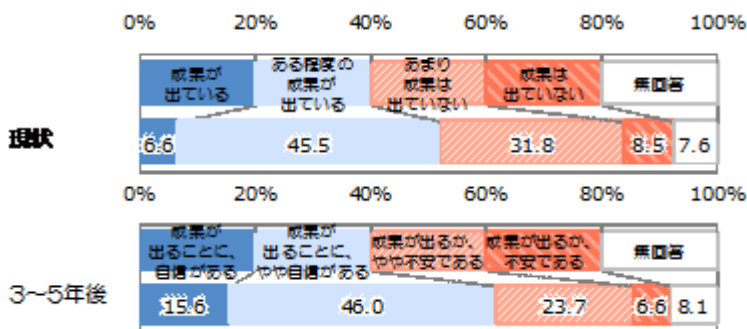 0% 20% 40% 60% 80% 100%
成果が
出ている
ある程度の
成果が
出ている
あまり
成果は
出ていない
成果は
出ていない
無回答
現状
6.6 45.5 31.8 8.5 7.6
0% 20% 40% 60% 80% 100%
成果が
出ることに、
自信がある
成果が
出ることに、
やや自信がある
成果が出るか、
やや不安である
成果が出るか、
不安である
無回答
3～5年後
15.6 46.0 23.7 6.6 8.1